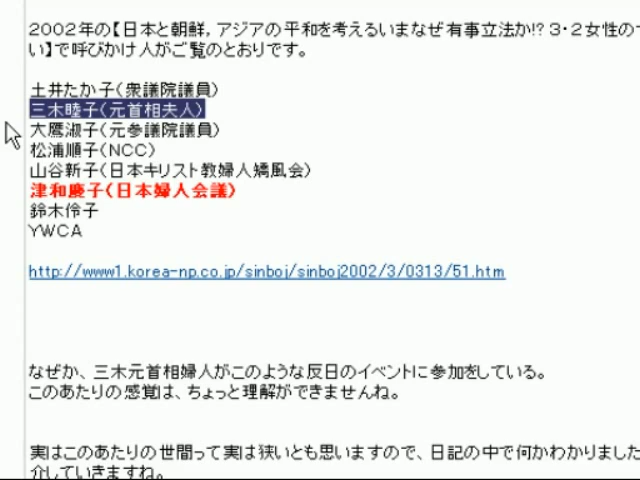 2002年の【日本と朝鮮，アジアの平和を考えるいまなぜ有事立法か!? 3・2女性の
い】で呼びかけ人がご覧のとおりです。
土井たか子（衆議院議員）
三木睦子（元首相夫人）
大鷹淑子（元参議院議員）
松浦順子（NCC）
山谷新子（日本キリスト教婦人矯風会）
津和慶子（日本婦人会議）
鈴木伶子
YWCA
http://www1.korea-np.co.jp/sinboj/sinboj2002/3/0313/51.htm
なぜか、三木元首相婦人がこのような反日のイベントに参加をしている。
このあたりの感覚は、ちょっと理解ができませんね。
実はこのあたりの世間って実は狭いとも思いますので、日記の中で何かわかりました
介していきますね。